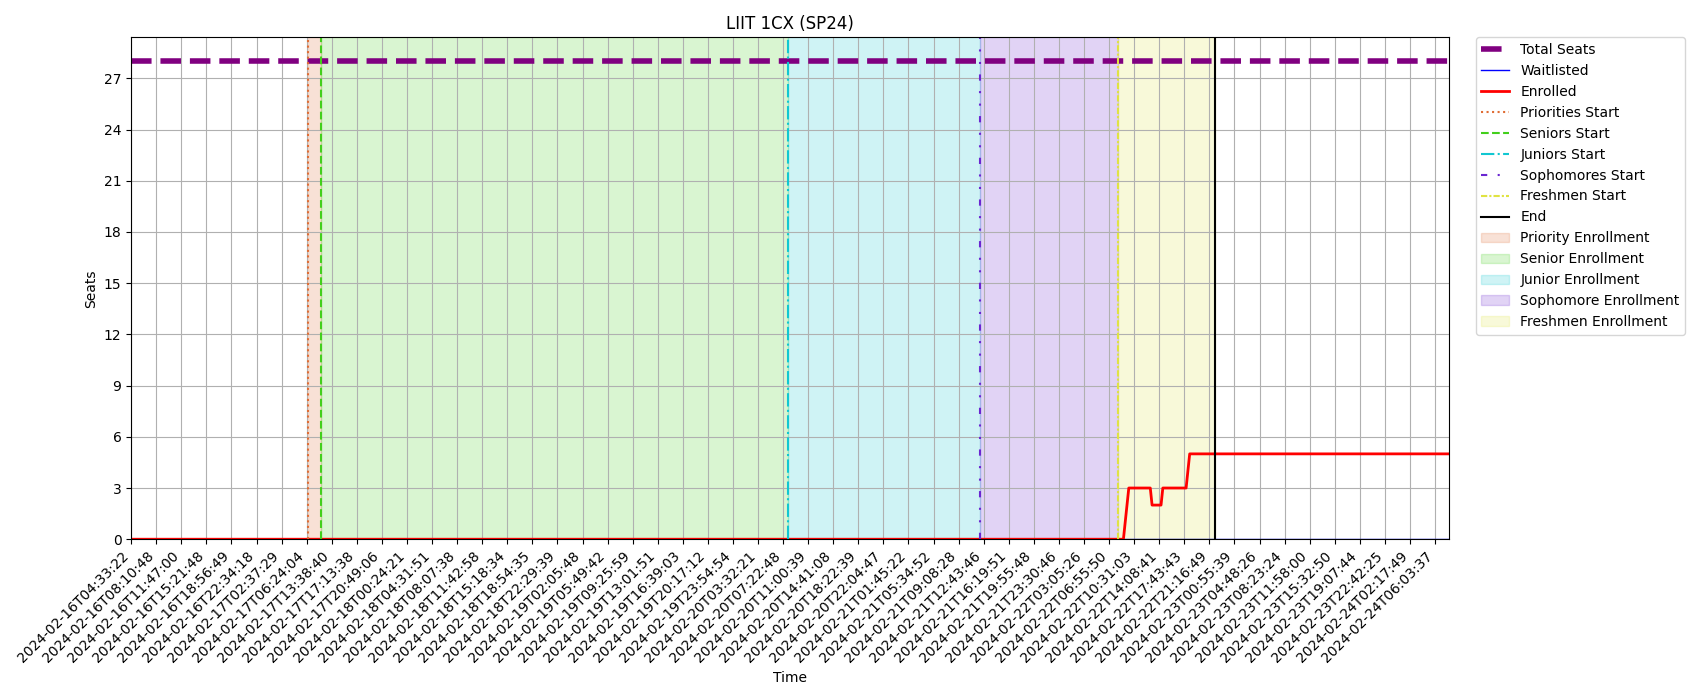 LIIT 1CX (SP24)
Total Seats
Waitlisted
Enrolled
Priorities Start
Seniors Start
Juniors Start
Sophomores Start
Freshmen Start
End
Priority Enrollment
Senior Enrollment
Junior Enrollment
Sophomore Enrollment
Freshmen Enrollment
Seats
27
24
21
18
15
12
9
6
3
0
2024-02-16T04:33:22
2024-02-16T08:10:48
2024-02-16T11:47:00
2024-02-16T15:21:48
2024-02-16T18:56:49
2024-02-16T22:34:18
2024-02-17T02:37:29
2024-02-17T06:24:04
2024-02-17T13:38:40
2024-02-17T17:13:38
2024-02-17T20:49:06
2024-02-18T00:24:21
2024-02-18T04:31:51
2024-02-18T08:07:38
2024-02-18T11:42:58
2024-02-18T15:18:34
2024-02-18T18:54:35
2024-02-18T22:29:39
2024-02-19T02:05:48
2024-02-19T05:49:42
2024-02-19T09:25:59
2024-02-19T13:01:51
2024-02-19T16:39:03
2024-02-19T20:17:12
2024-02-19T23:54:54
2024-02-20T03:32:21
2024-02-20T07:22:48
2024-02-20T11:00:39
2024-02-20T14:41:08
2024-02-20T18:22:39
2024-02-20T22:04:47
2024-02-21T01:45:22
2024-02-21T05:34:52
2024-02-21T09:08:28
2024-02-21T12:43:46
2024-02-21T16:19:51
2024-02-21T19:55:48
2024-02-21T23:30:46
2024-02-22T03:05:26
2024-02-22T06:55:50
2024-02-22T10:31:03
2024-02-22T14:08:41
2024-02-22T17:43:43
2024-02-22T21:16:49
2024-02-23T00:55:39
2024-02-23T04:48:26
2024-02-23T08:23:24
2024-02-23T11:58:00
2024-02-23T15:32:50
2024-02-23T19:07:44
2024-02-23T22:42:25
2024-02-24T02:17:49
2024-02-24T06:03:37
Time